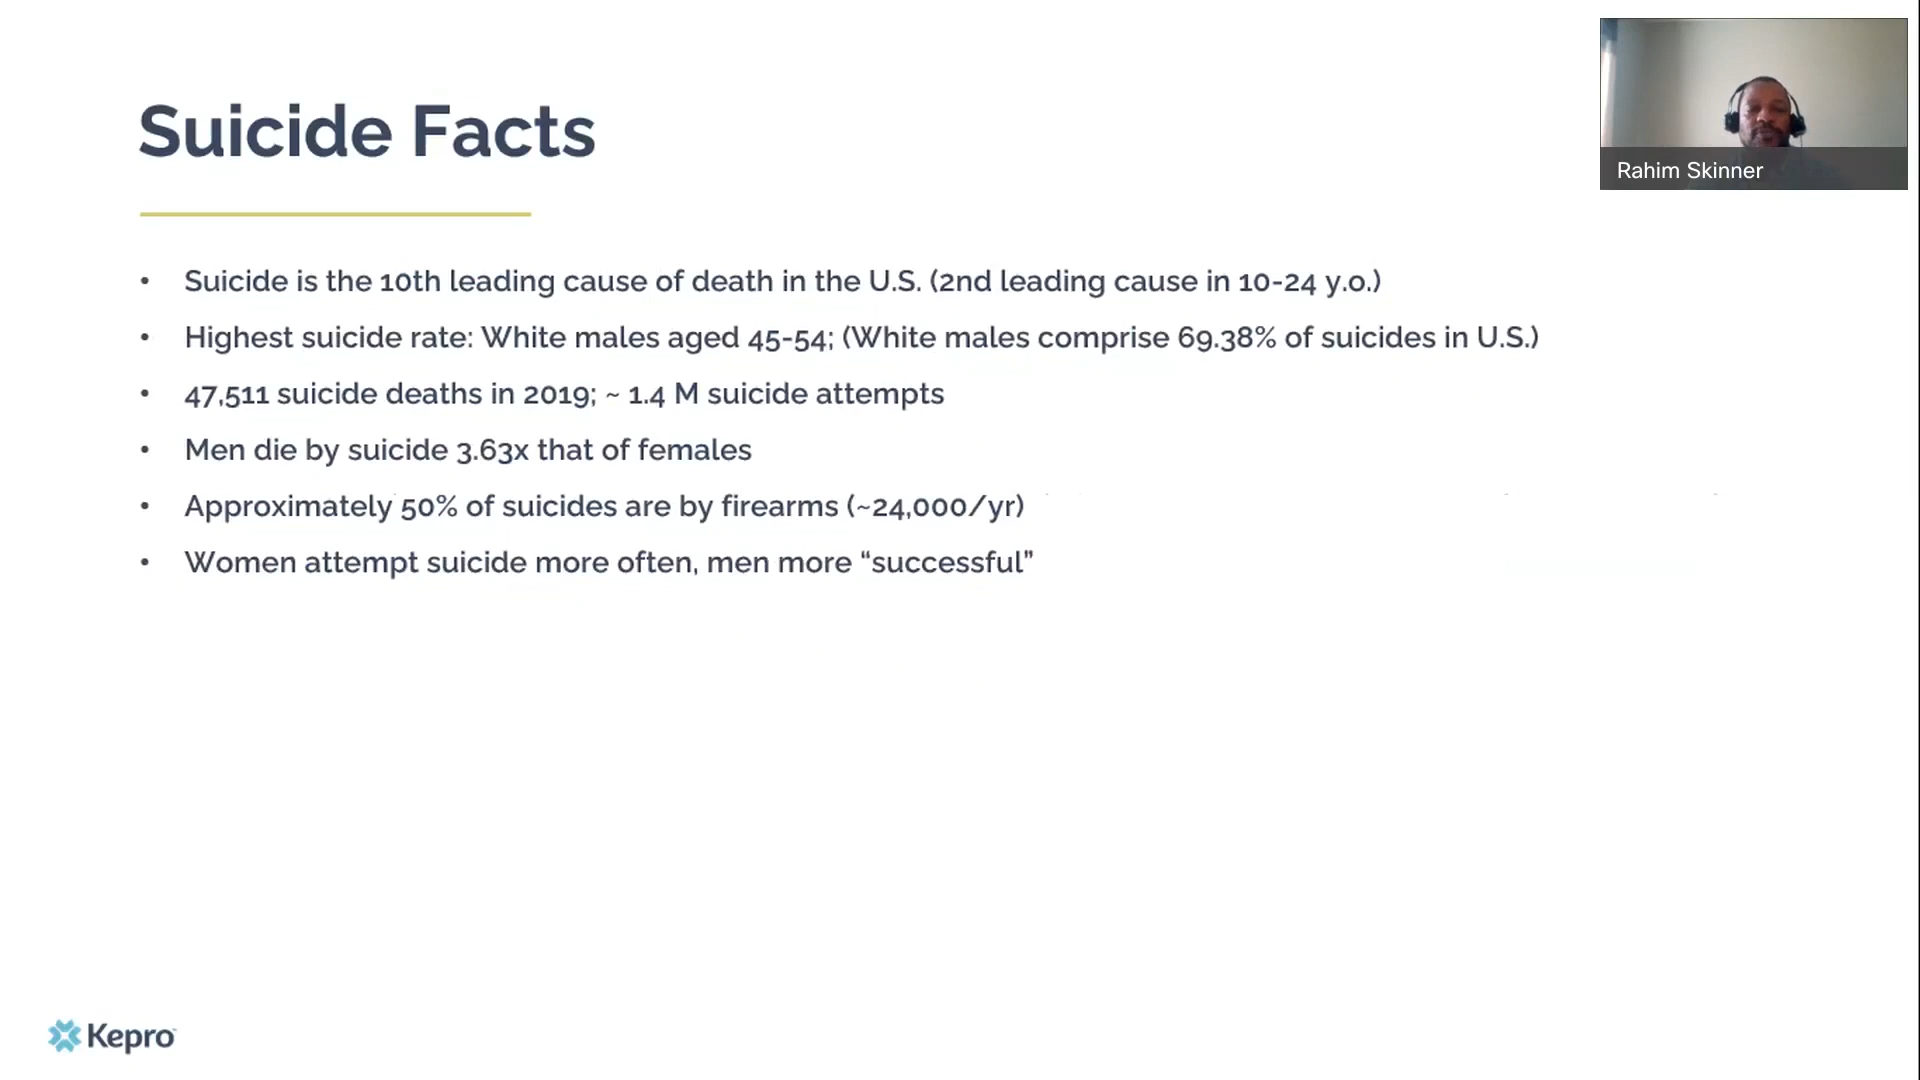 Suicide Facts
Rahim Skinner
• Suicide is the 10th leading cause of death in the U.S. (2nd leading cause in 10-24 y.o.)
• Highest suicide rate: White males aged 45-54; (White males comprise 69.38% of suicides in U.S.)
• 47,511 suicide deaths in 2019; ~ 1.4 M suicide attempts
• Men die by suicide 3.63x that of females
• Approximately 50% of suicides are by firearms (~24,000/yr)
• Women attempt suicide more often, men more “successful”
Kepro